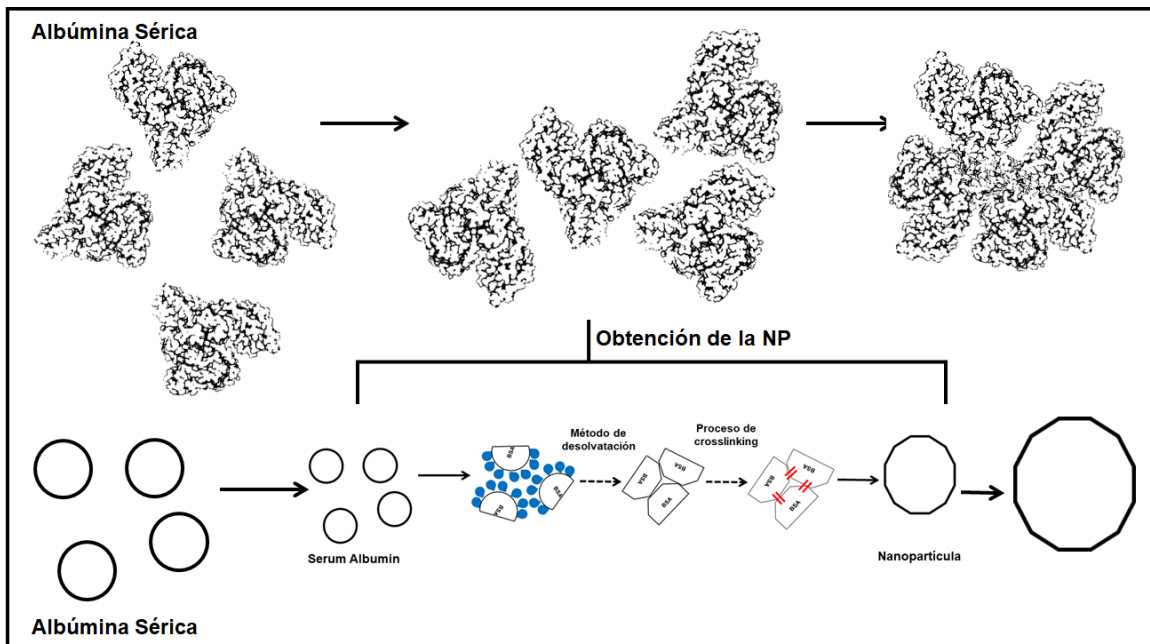 Albúmina Sérica
Obtención de la NP
Método de
desolvatación
Proceso de
crosslinking
BSA
BSA
BSA
BSA
BSA
BSA
BSA
BSA
BSA
Serum Albumin
Nanopartícula
Albúmina Sérica